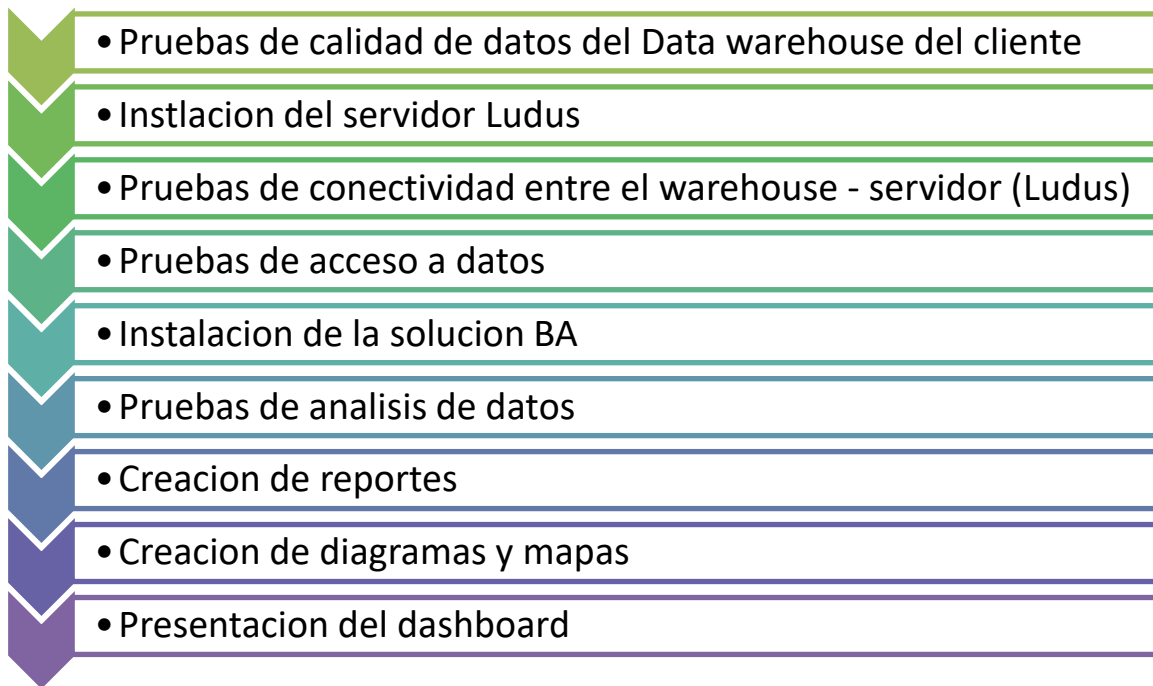 •Pruebas de calidad de datos del Data warehouse del cliente
•Instlacion del servidor Ludus
•Pruebas de conectividad entre el warehouse - servidor (Ludus)
•Pruebas de acceso a datos
•Instalacion de la solucion BA
•Pruebas de analisis de datos
•Creacion de reportes
•Creacion de diagramas y mapas
•Presentacion del dashboard